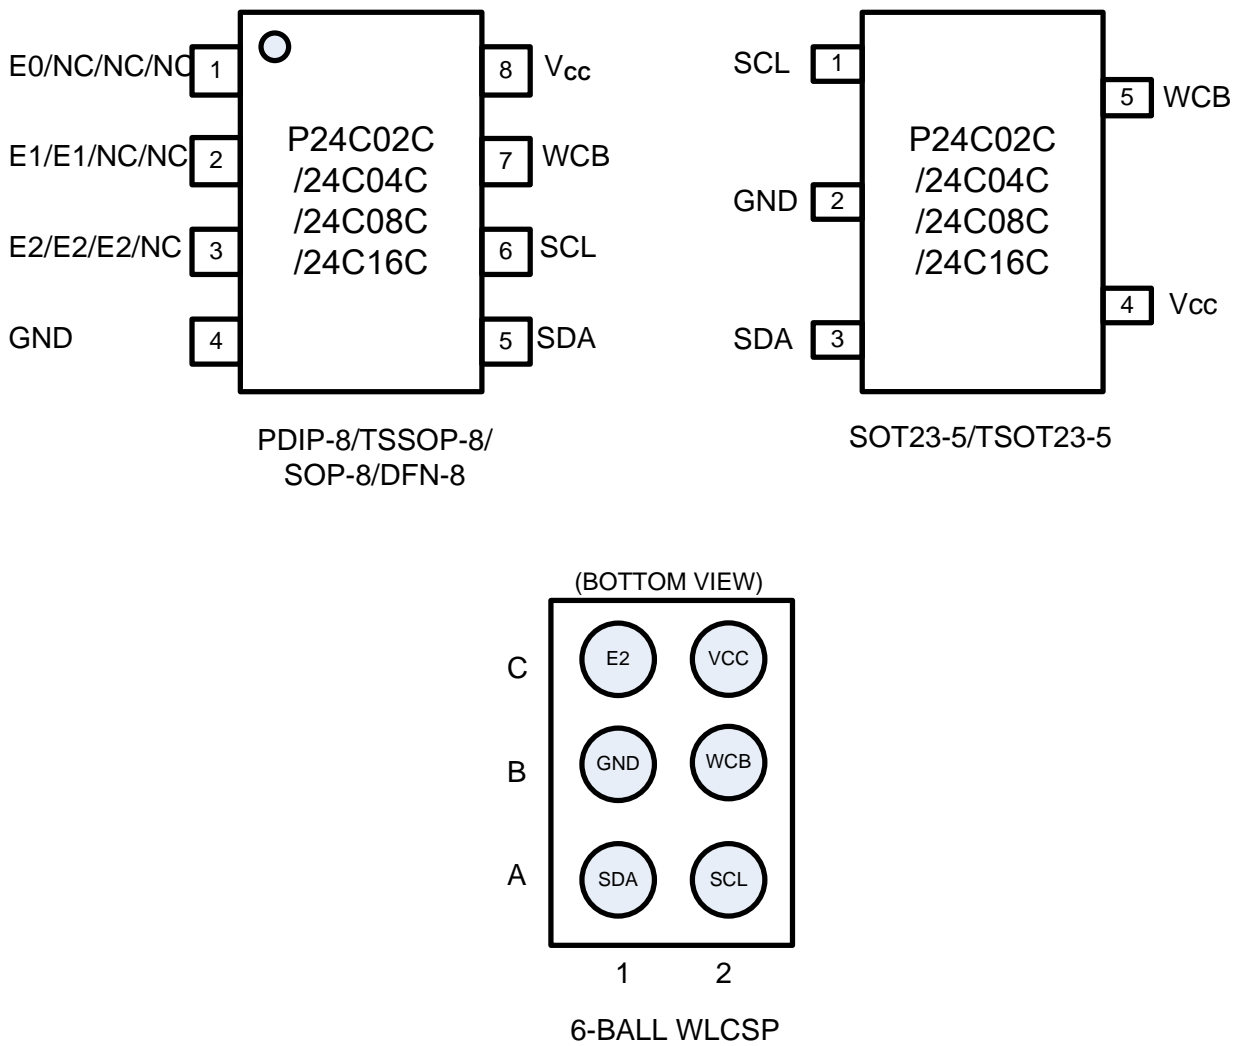 E0/NC/NC/NC 1
E1/E1/NC/NC 2
E2/E2/E2/NC 3
GND 4
P24C02C
/24C04C
/24C08C
/24C16C
8 Vcc
7 WCB
6 SCL
5 SDA
PDIP-8/TSSOP-8/
SOP-8/DFN-8
SCL 1
GND 2
SDA 3
P24C02C
/24C04C
/24C08C
/24C16C
5 WCB
4 Vcc
SOT23-5/TSOT23-5
(BOTTOM VIEW)
C E2 VCC
B GND WCB
A SDA SCL
1 2
6-BALL WLCSP